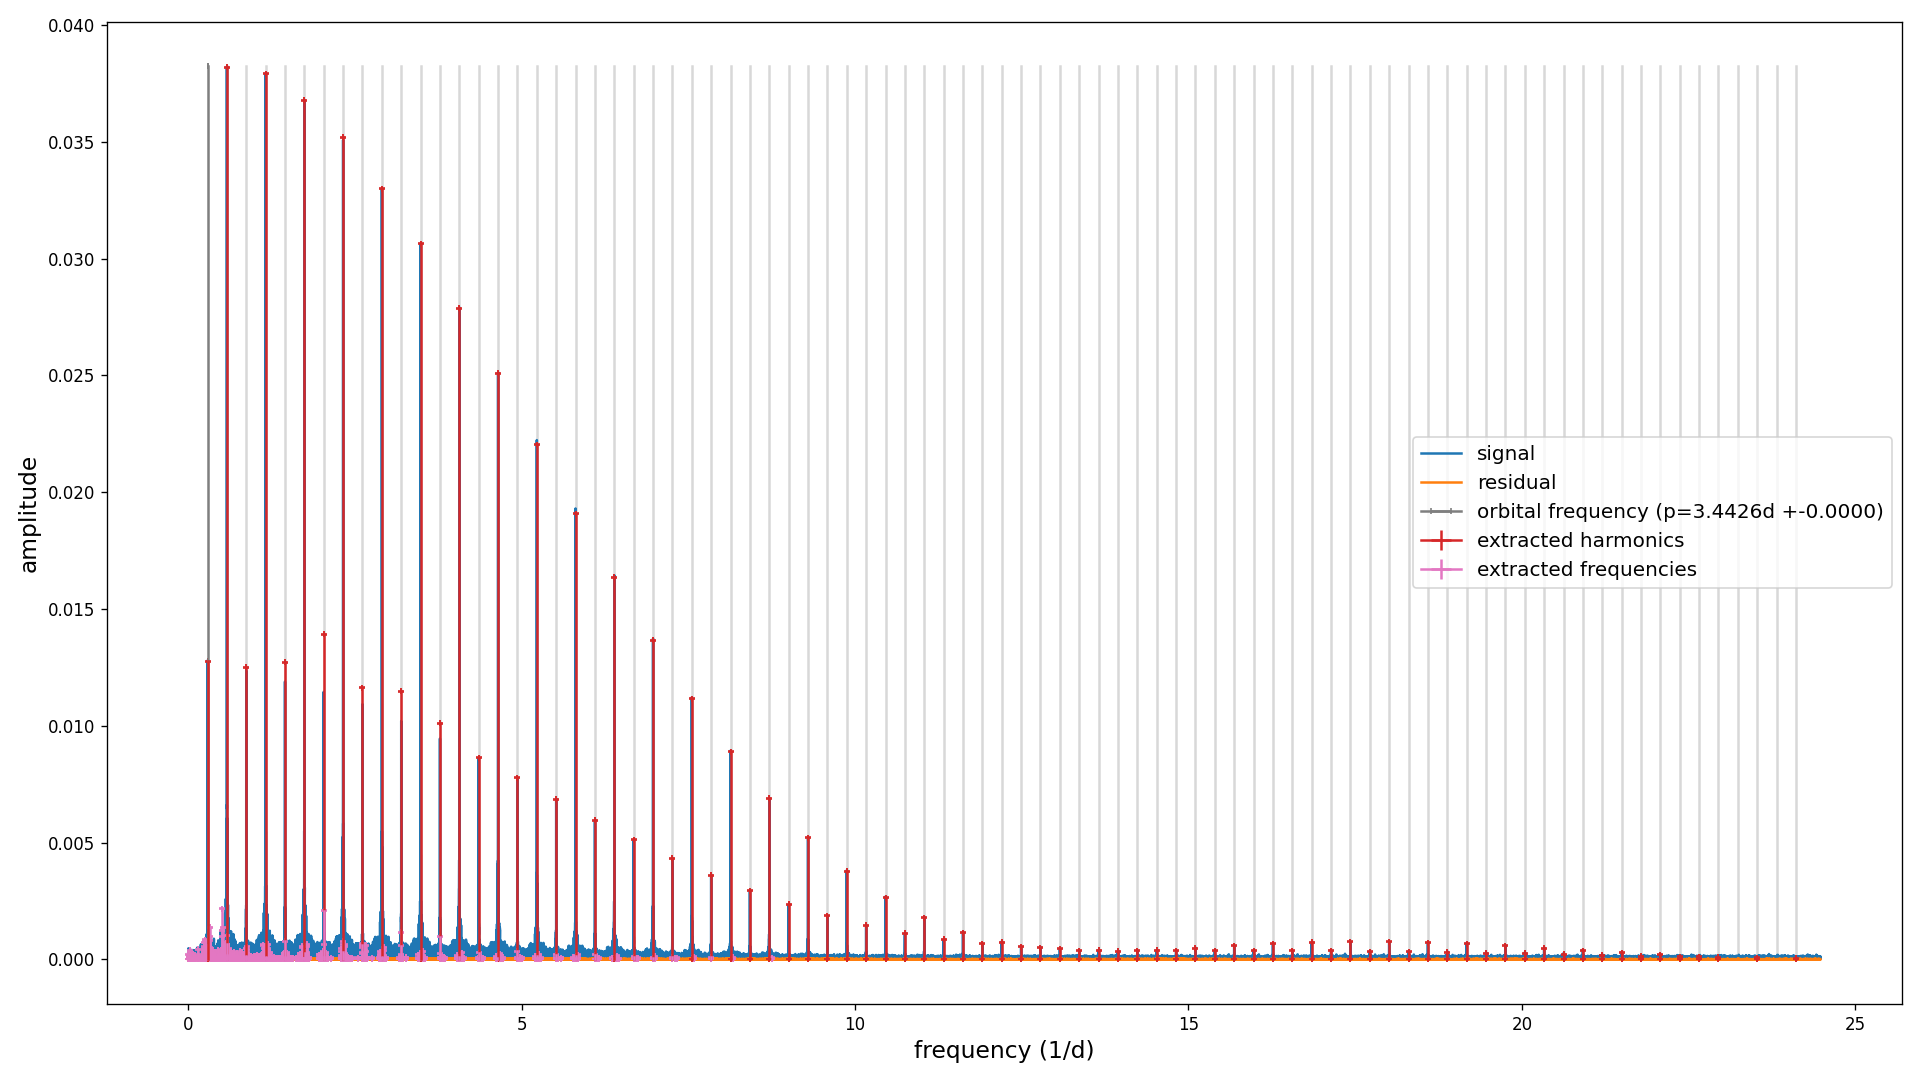 0.040
0.035
0.030
0.025
0.020
0.015
0.010
0.005
0.000
amplitude
signal
residual
orbital frequency (p=3.4426d +-0.0000)
extracted harmonics
extracted frequencies
0 5 10 15 20 25
frequency (1/d)